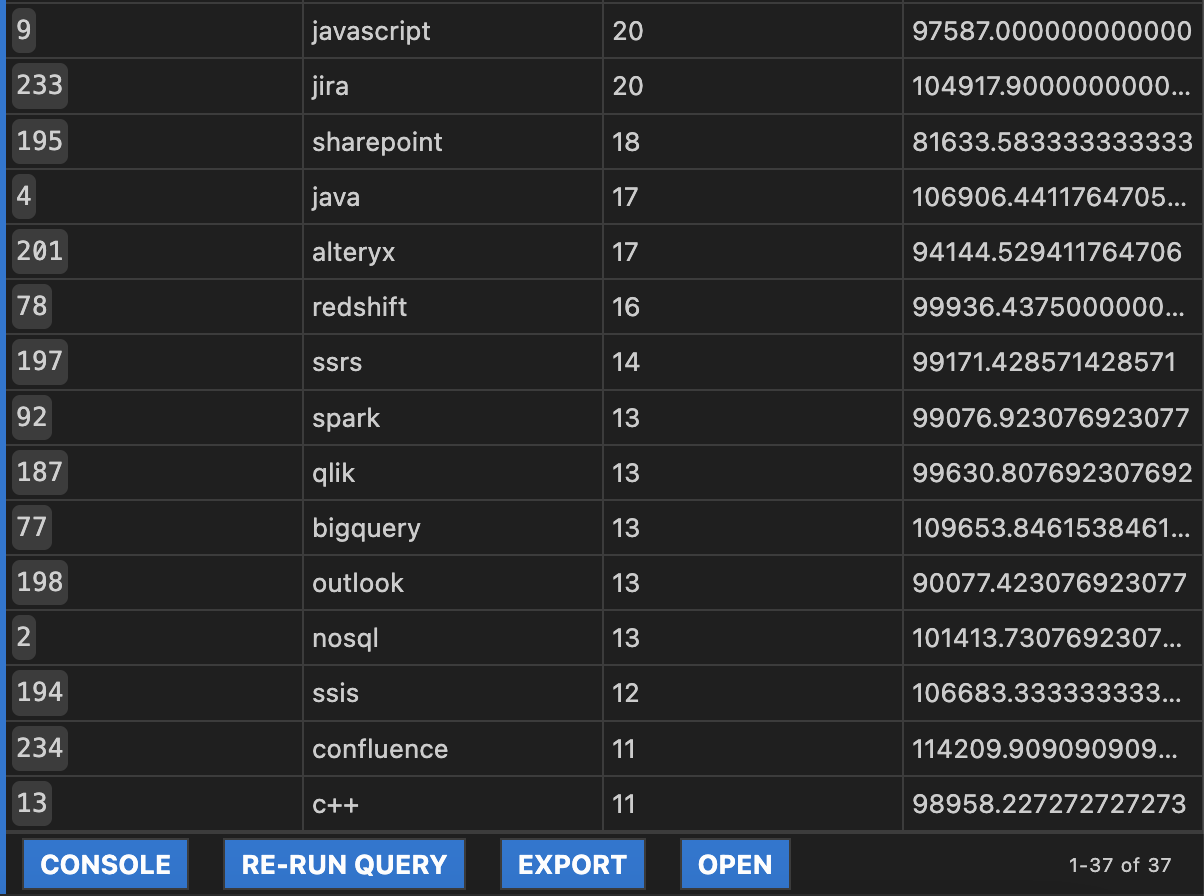 9 javascript 20 97587.000000000000
233 jira 20 104917.9000000000...
195 sharepoint 18 81633.583333333333
4 java 17 106906.4411764705...
201 alteryx 17 94144.529411764706
78 redshift 16 99936.4375000000...
197 ssrs 14 99171.428571428571
92 spark 13 99076.923076923077
187 qlik 13 99630.807692307692
77 bigquery 13 109653.8461538461...
198 outlook 13 90077.423076923077
2 nosql 13 101413.7307692307...
194 ssis 12 106683.333333333...
234 confluence 11 114209.909090909...
13 c++ 11 98958.227272727273
CONSOLE RE-RUN QUERY EXPORT OPEN 1-37 of 37